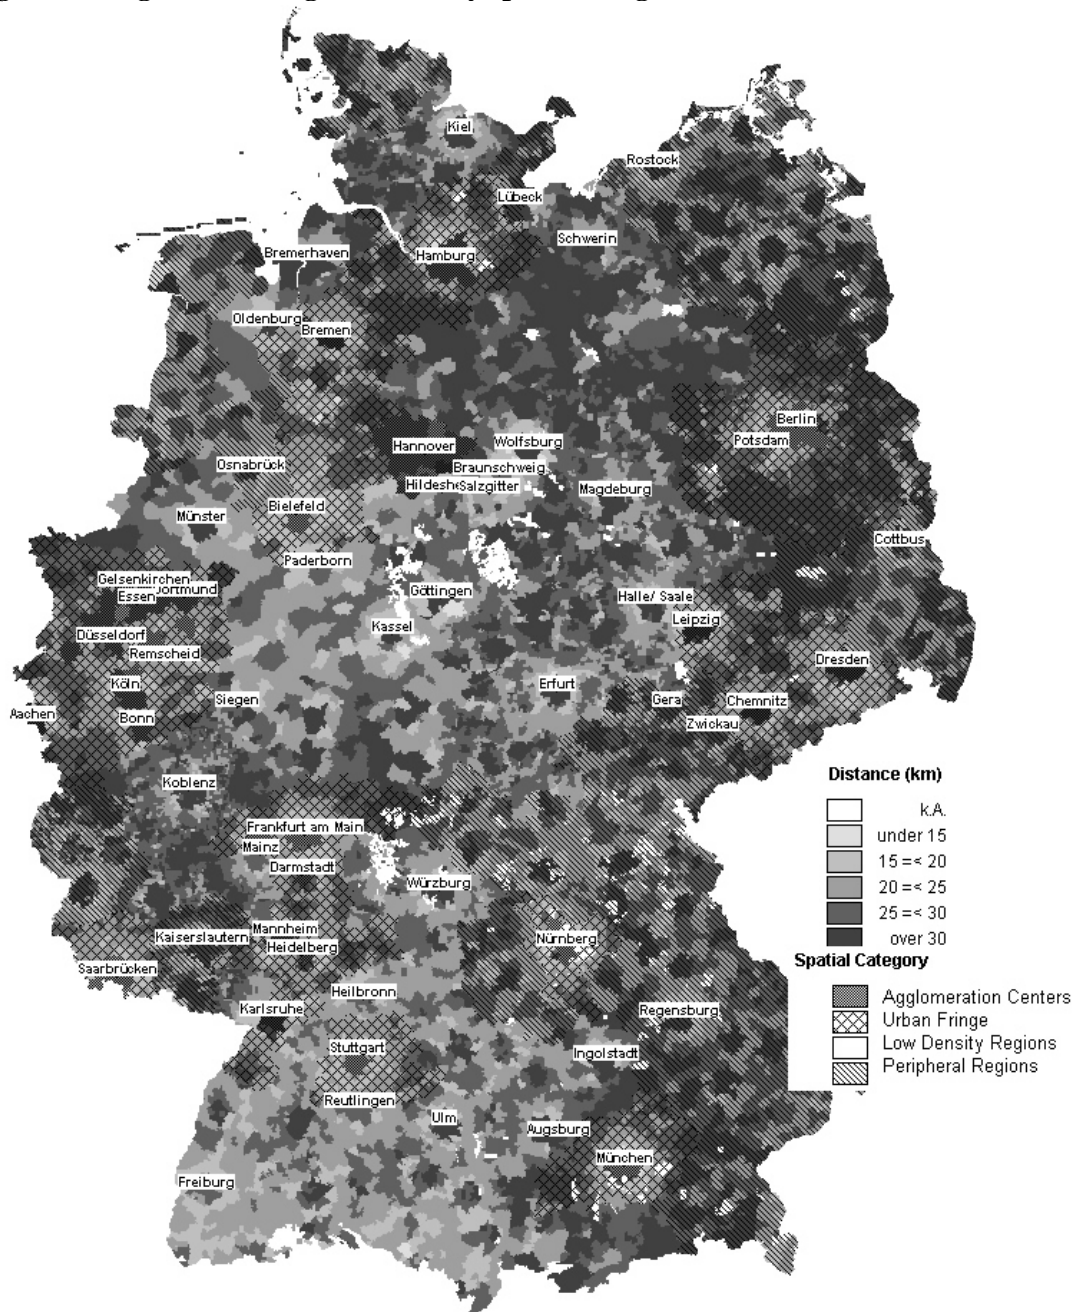 Kiel
Rostock
Lübeck
Schwerin
Bremerhaven
Hamburg
Oldenburg
Bremen
Berlin
Potsdam
Hannover
Wolfsburg
Braunschweig
Osnabrück
Hildeshe
Salzgitter
Magdeburg
Bielefeld
Münster
Cottbus
Paderborn
Gelsenkirchen
Dortmund
Essen
Göttingen
Halle/ Saale
Leipzig
Kassel
Düsseldorf
Remscheid
Dresden
Köln
Siegen
Erfurt
Gera
Chemnitz
Aachen
Bonn
Zwickau
Koblenz
Frankfurt am Main
Mainz
Darmstadt
Würzburg
Mannheim
Kaiserslautern
Heidelberg
Nürnberg
Saarbrücken
Heilbronn
Karlsruhe
Regensburg
Stuttgart
Ingolstadt
Reutlingen
Ulm
Augsburg
München
Freiburg
Distance (km)
k.A.
under 15
15 =< 20
20 =< 25
25 =< 30
over 30
Spatial Category
Agglomeration Centers
Urban Fringe
Low Density Regions
Peripheral Regions